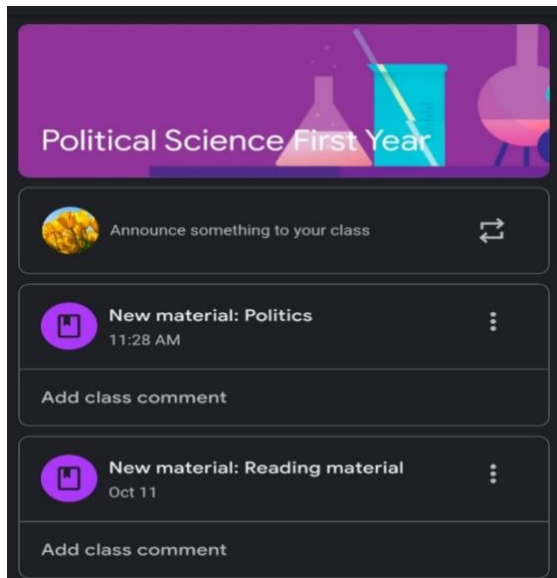 Political Science First Year
Announce something to your class
New material: Politics
11:28 AM
Add class comment
New material: Reading material
Oct 11
Add class comment